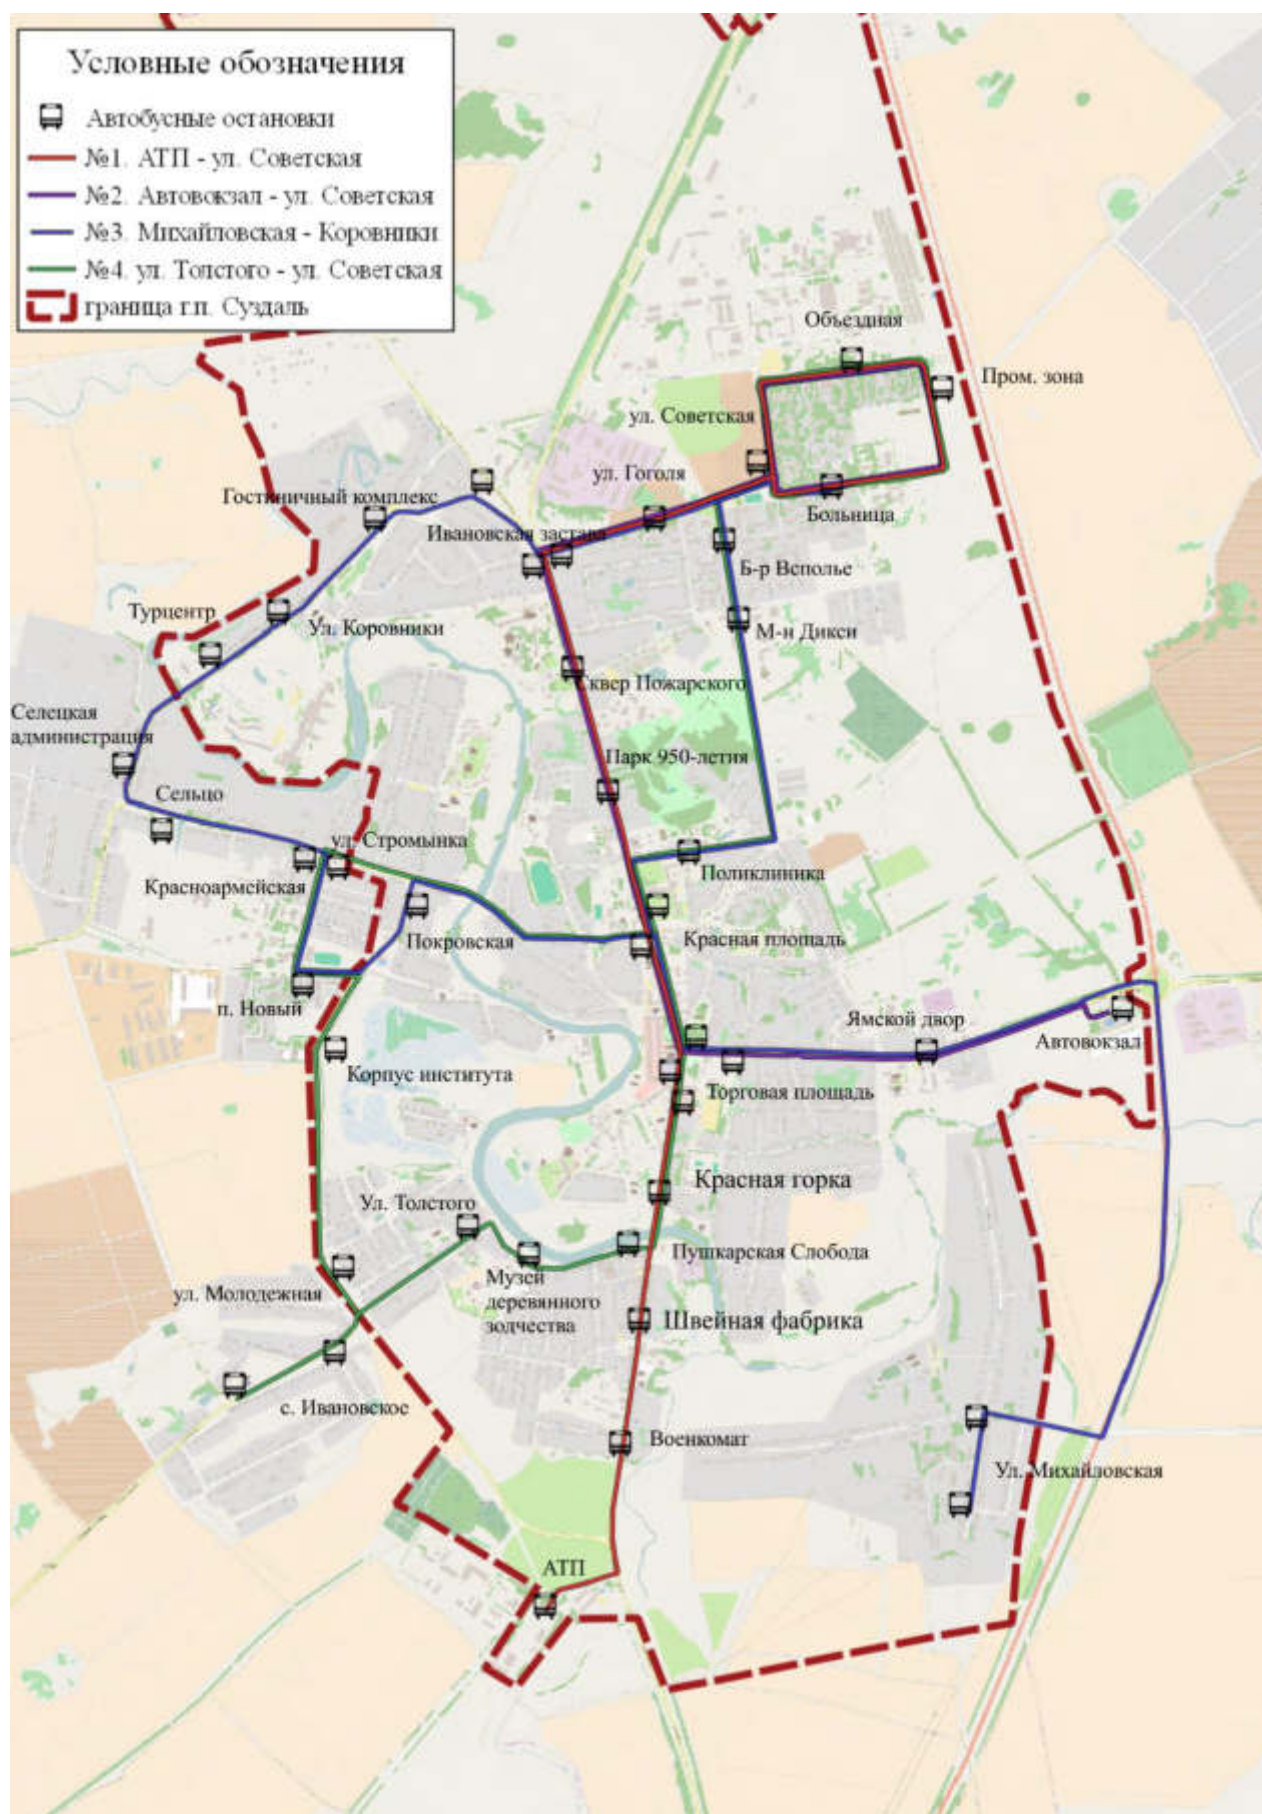 Условные обозначения
Автобусные остановки
№1. АТП - ул. Советская
№2. Автовокзал - ул. Советская
№3. Михайловская - Коровники
№4. ул. Толстого - ул. Советская
граница г.п. Суздаль
Объездная
Пром. зона
ул. Советская
ул. Гоголя
Гостиничный комплекс
Больница
Ивановская застава
Б-р Всполье
Турцентр
Ул. Коровники
М-н Дикси
Сквер Пожарского
Селецкая
администрация
Парк 950-летия
Сельцо
ул. Стромынка
Красноармейская
Поликлиника
Покровская
Красная площадь
п. Новый
Ямской двор
Автовокзал
Корпус института
Торговая площадь
Красная горка
Ул. Толстого
Пушкарская Слобода
Музей
деревянного
зодчества
ул. Молодежная
Швейная фабрика
с. Ивановское
Военкомат
Ул. Михайловская
АТП